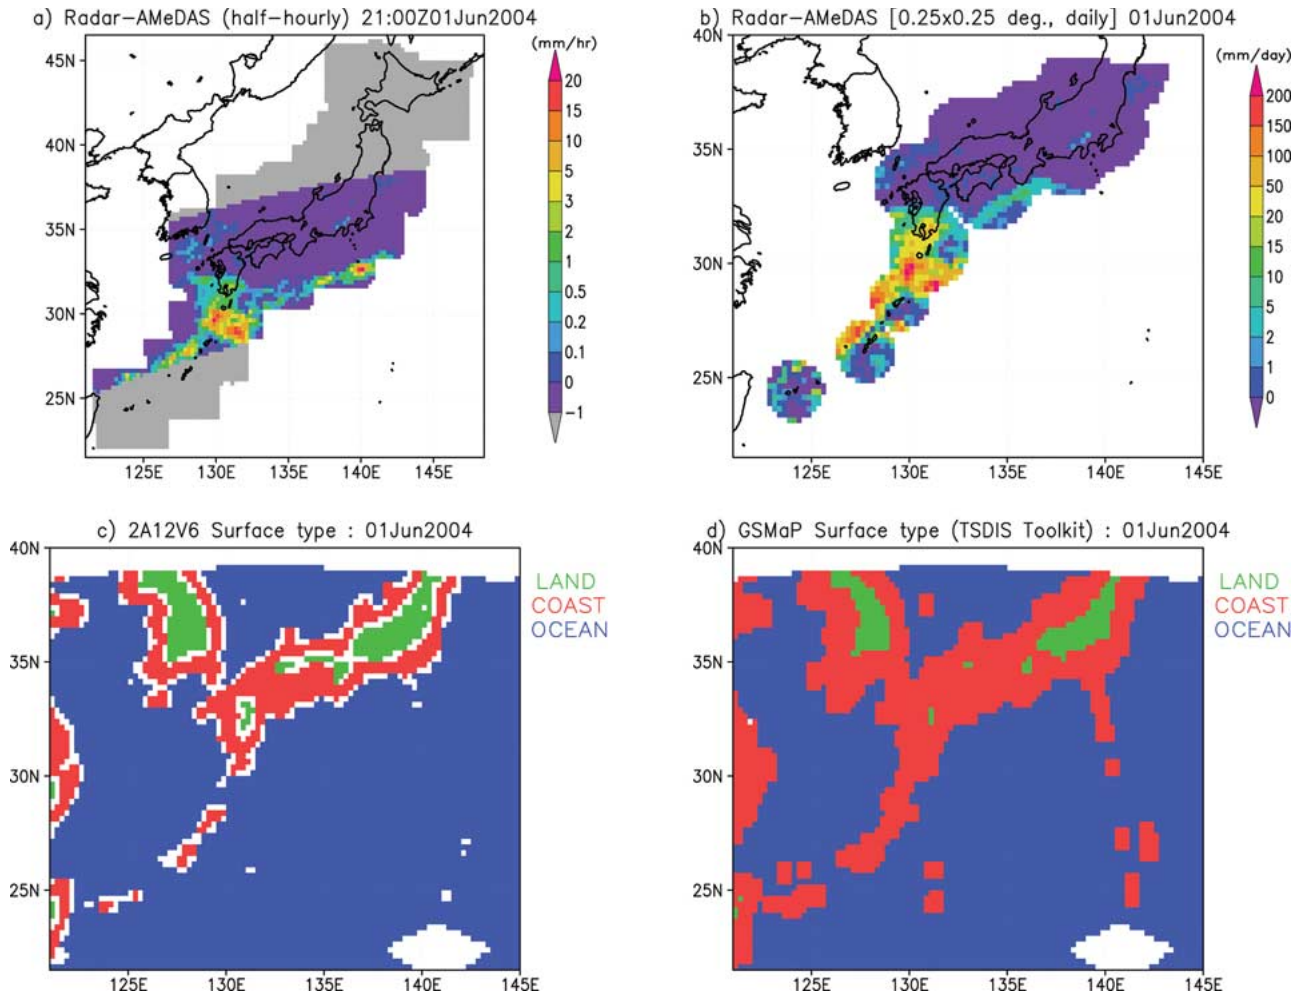 a) Radar-AMeDAS (half-hourly) 21:00Z01Jun2004
(mm/hr)
45N
40N
35N
30N
25N
125E 130E 135E 140E 145E
20
15
10
5
3
2
1
0.5
0.2
0.1
0
-1
b) Radar-AMeDAS [0.25x0.25 deg., daily] 01Jun2004
(mm/day)
40N
35N
30N
25N
125E 130E 135E 140E 145E
200
150
100
50
20
15
10
5
2
1
0
c) 2A12V6 Surface type : 01Jun2004
40N
35N
30N
25N
125E 130E 135E 140E 145E
LAND
COAST
OCEAN
d) GSMaP Surface type (TSDIS Toolkit) : 01Jun2004
40N
35N
30N
25N
125E 130E 135E 140E 145E
LAND
COAST
OCEAN